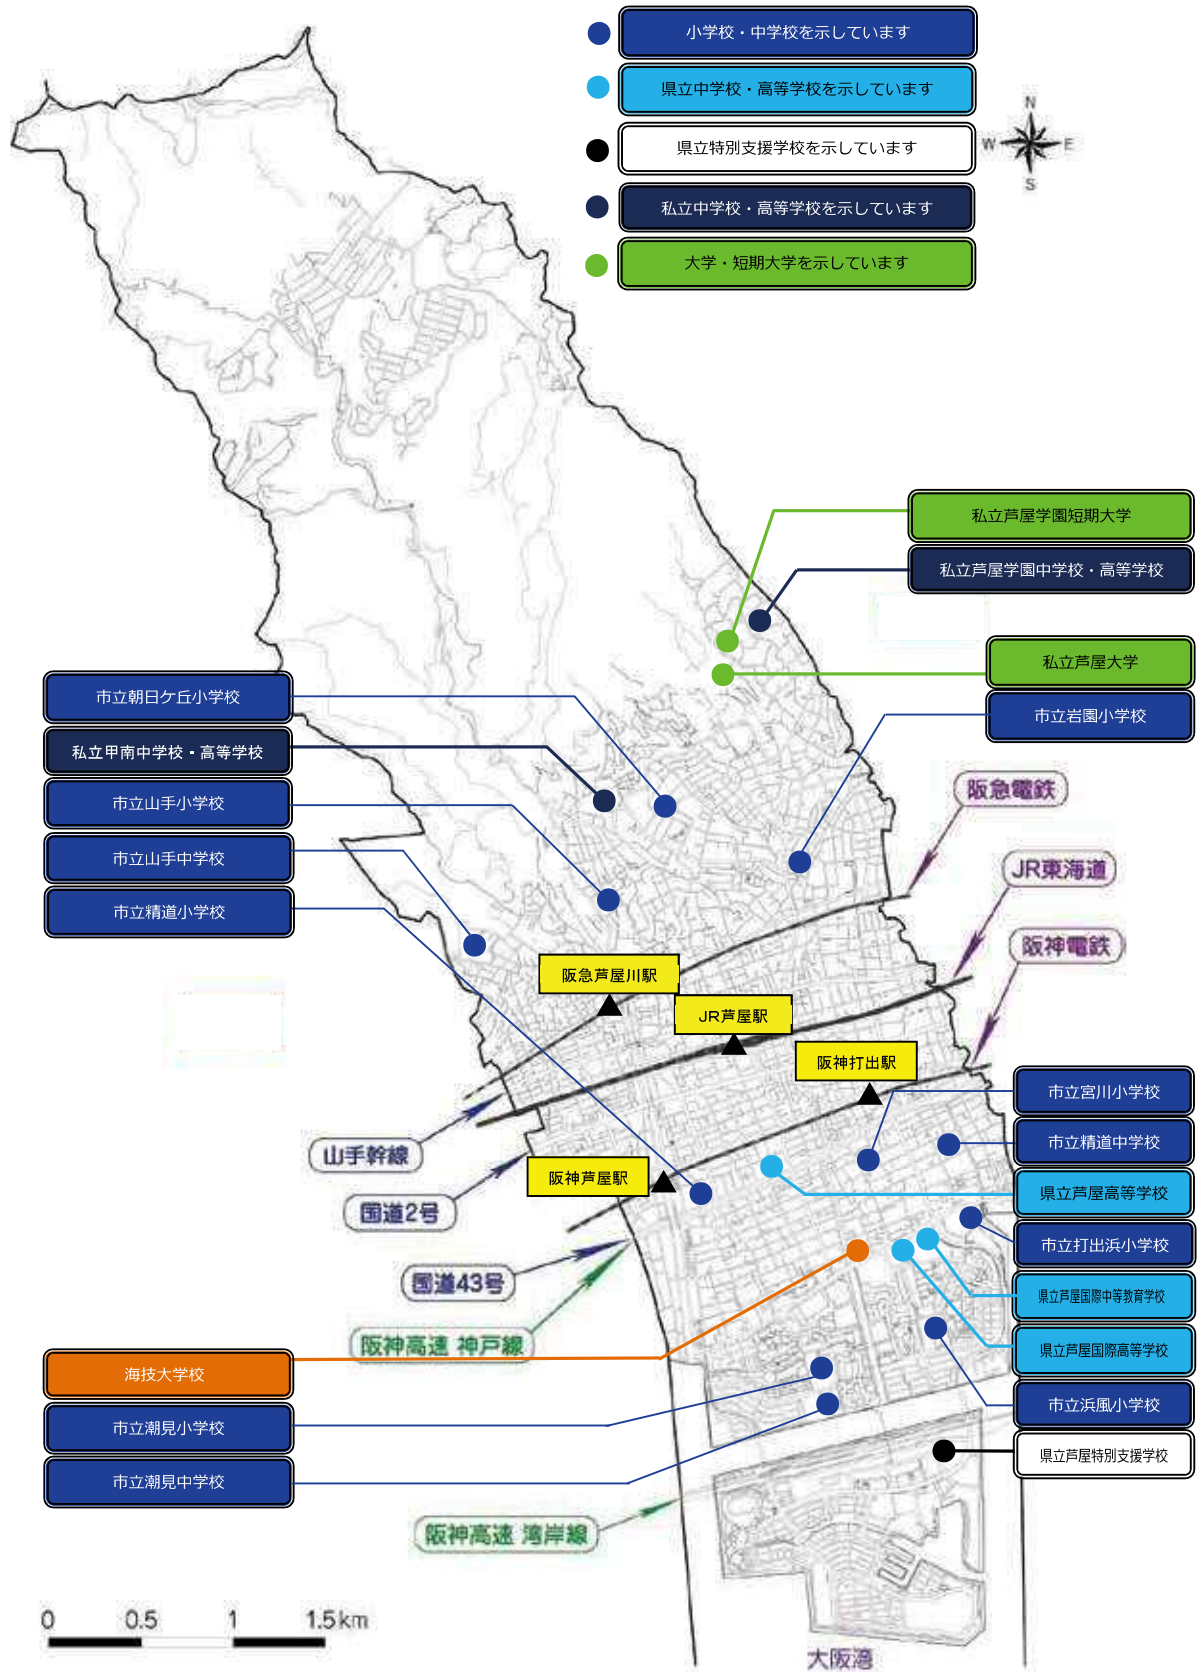 小学校・中学校を示しています
県立中学校・高等学校を示しています
県立特別支援学校を示しています
私立中学校・高等学校を示しています
大学・短期大学を示しています
N
W
E
S
私立芦屋学園短期大学
私立芦屋学園中学校・高等学校
私立芦屋大学
市立岩園小学校
市立朝日ケ丘小学校
私立甲南中学校・高等学校
市立山手小学校
市立山手中学校
市立精道小学校
阪急電鉄
JR東海道
阪神電鉄
阪急芦屋川駅
JR芦屋駅
阪神打出駅
阪神芦屋駅
山手幹線
国道2号
国道43号
阪神高速 神戸線
市立宮川小学校
市立精道中学校
県立芦屋高等学校
市立打出浜小学校
県立芦屋国際中等教育学校
県立芦屋国際高等学校
市立浜風小学校
県立芦屋特別支援学校
海技大学校
市立潮見小学校
市立潮見中学校
阪神高速 湾岸線
0
0.5
1
1.5km
大阪湾